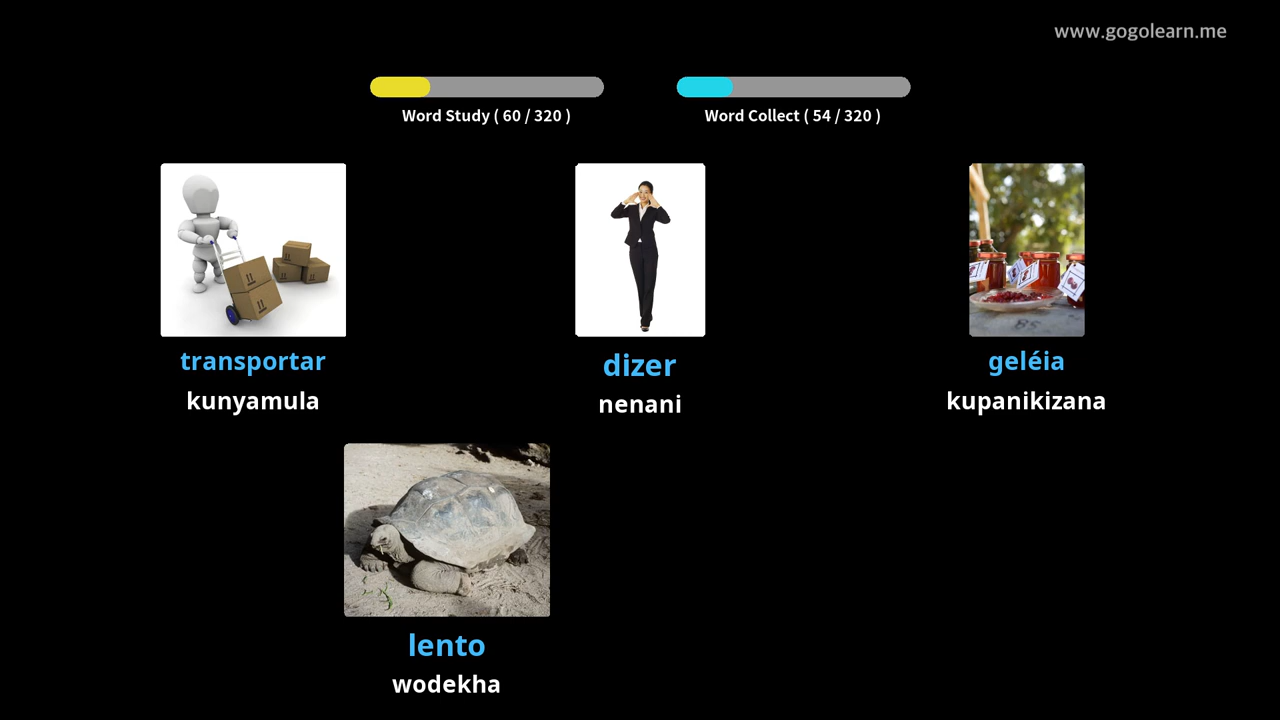 www.gogolearn.me
Word Study ( 60 / 320 )
Word Collect ( 54 / 320 )
transportar
dizer
geléia
kunyamula
nenani
kupanikizana
lento
wodekha